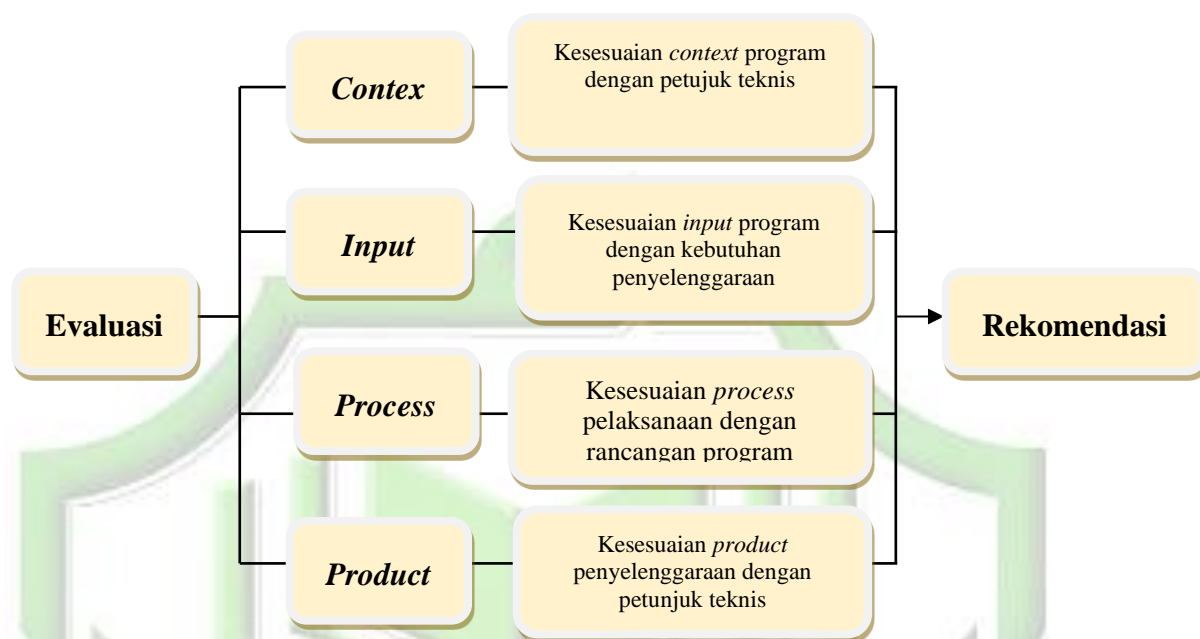 Contex
Kesesuaian context program
dengan petujuk teknis
Input
Kesesuaian input program
dengan kebutuhan
penyelenggaraan
Evaluasi
Rekomendasi
Process
Kesesuaian process
pelaksanaan dengan
rancangan program
Product
Kesesuaian product
penyelenggaraan dengan
petunjuk teknis